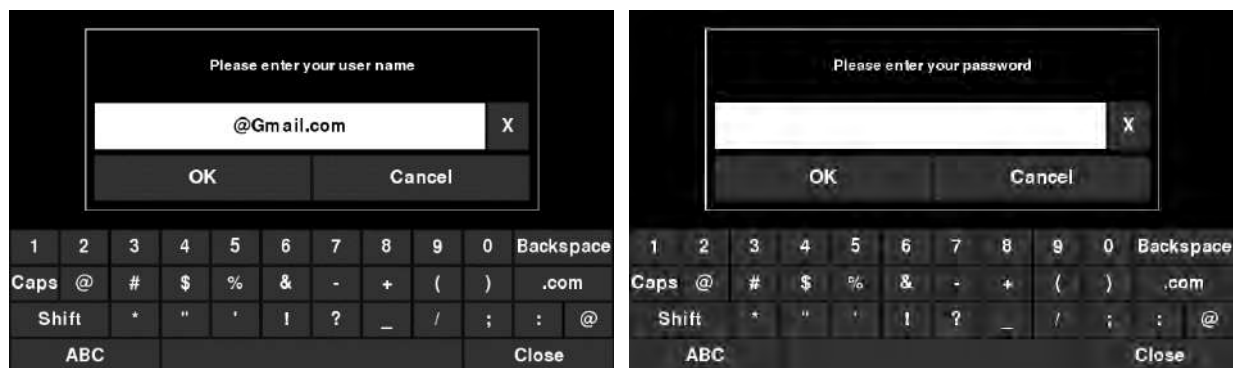 Please enter your user name
@Gmail.com
X
OK
Cancel
1 2 3 4 5 6 7 8 9 0 Backspace
Caps @ # $ % & - + ( ) .com
Shift * " ' ! ? _ / ; : @
ABC
Close
Please enter your password
X
OK
Cancel
1 2 3 4 5 6 7 8 9 0 Backspace
Caps @ # $ % & - + ( ) .com
Shift * " ' ! ? _ / ; : @
ABC
Close